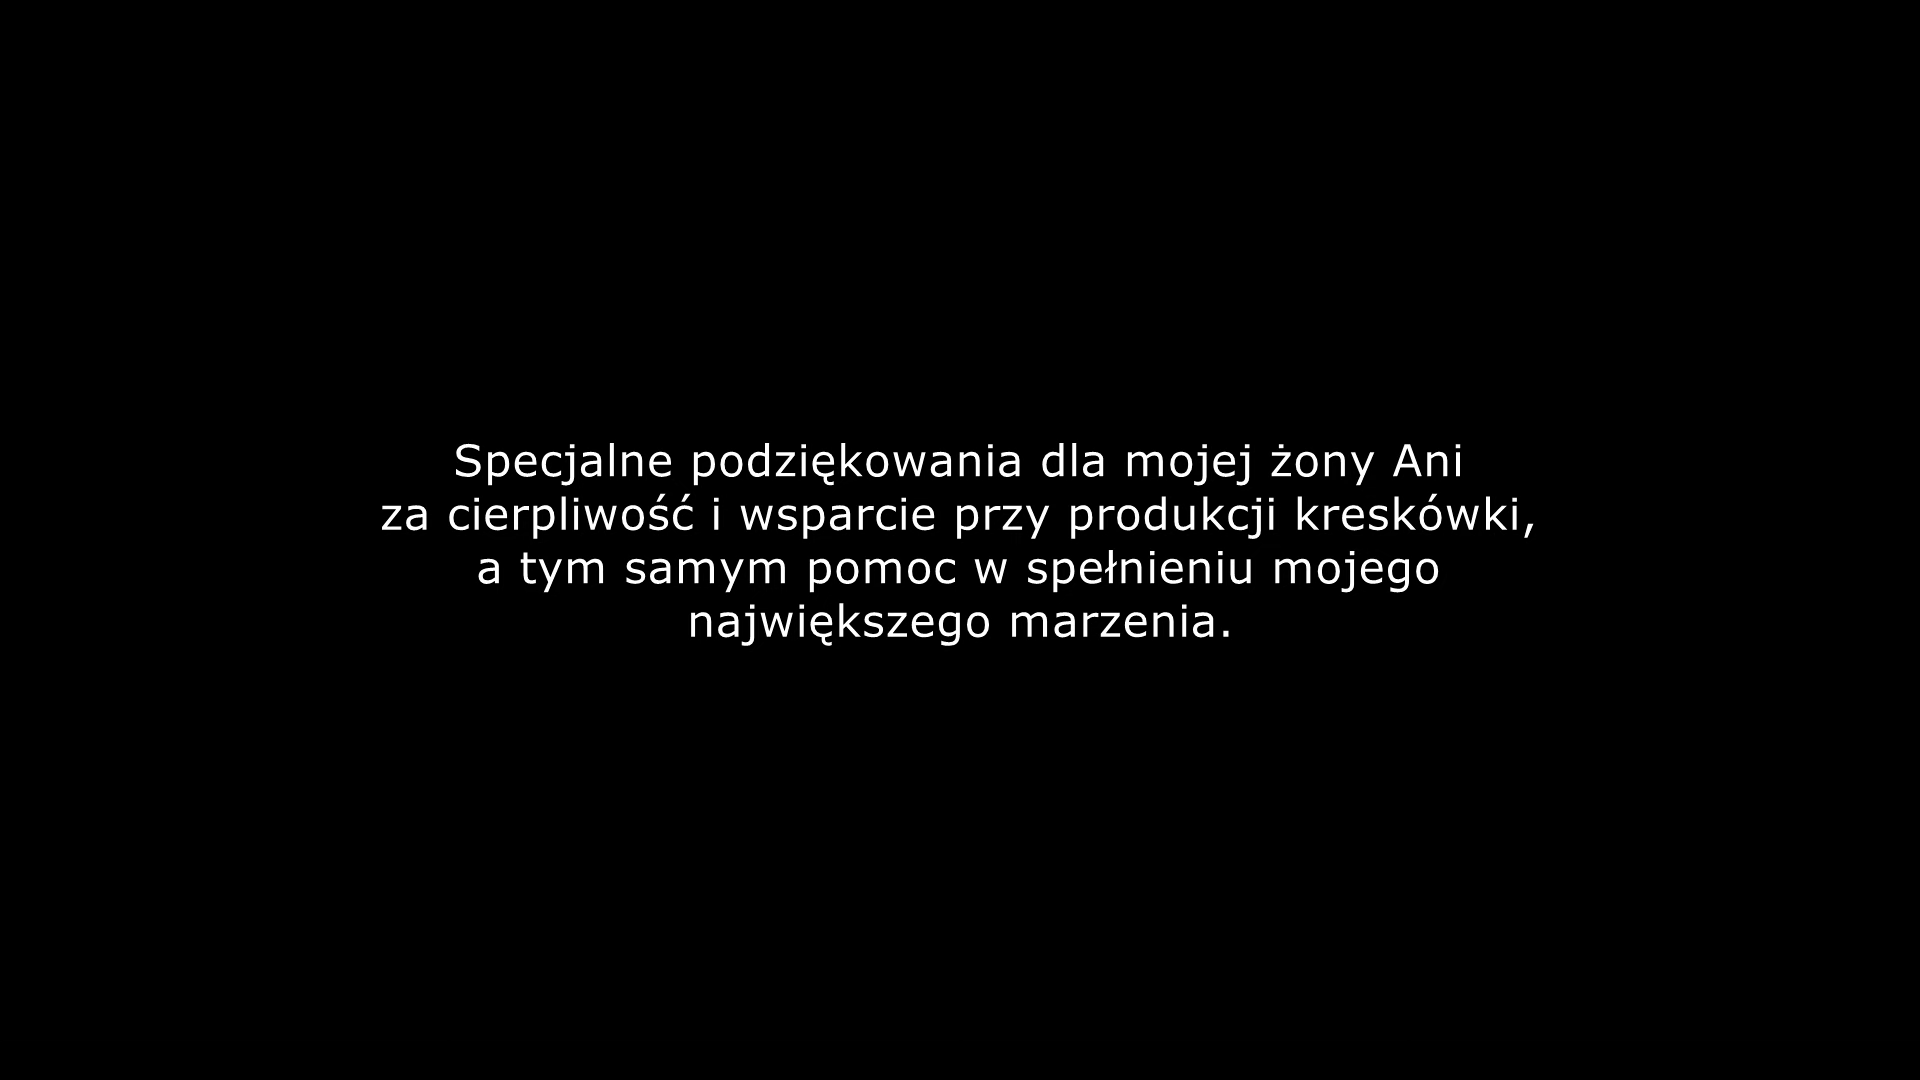 Specjalne podziękowania dla mojej żony Ani
za cierpliwość i wsparcie przy produkcji kreskówki,
a tym samym pomoc w spełnieniu mojego
największego marzenia.